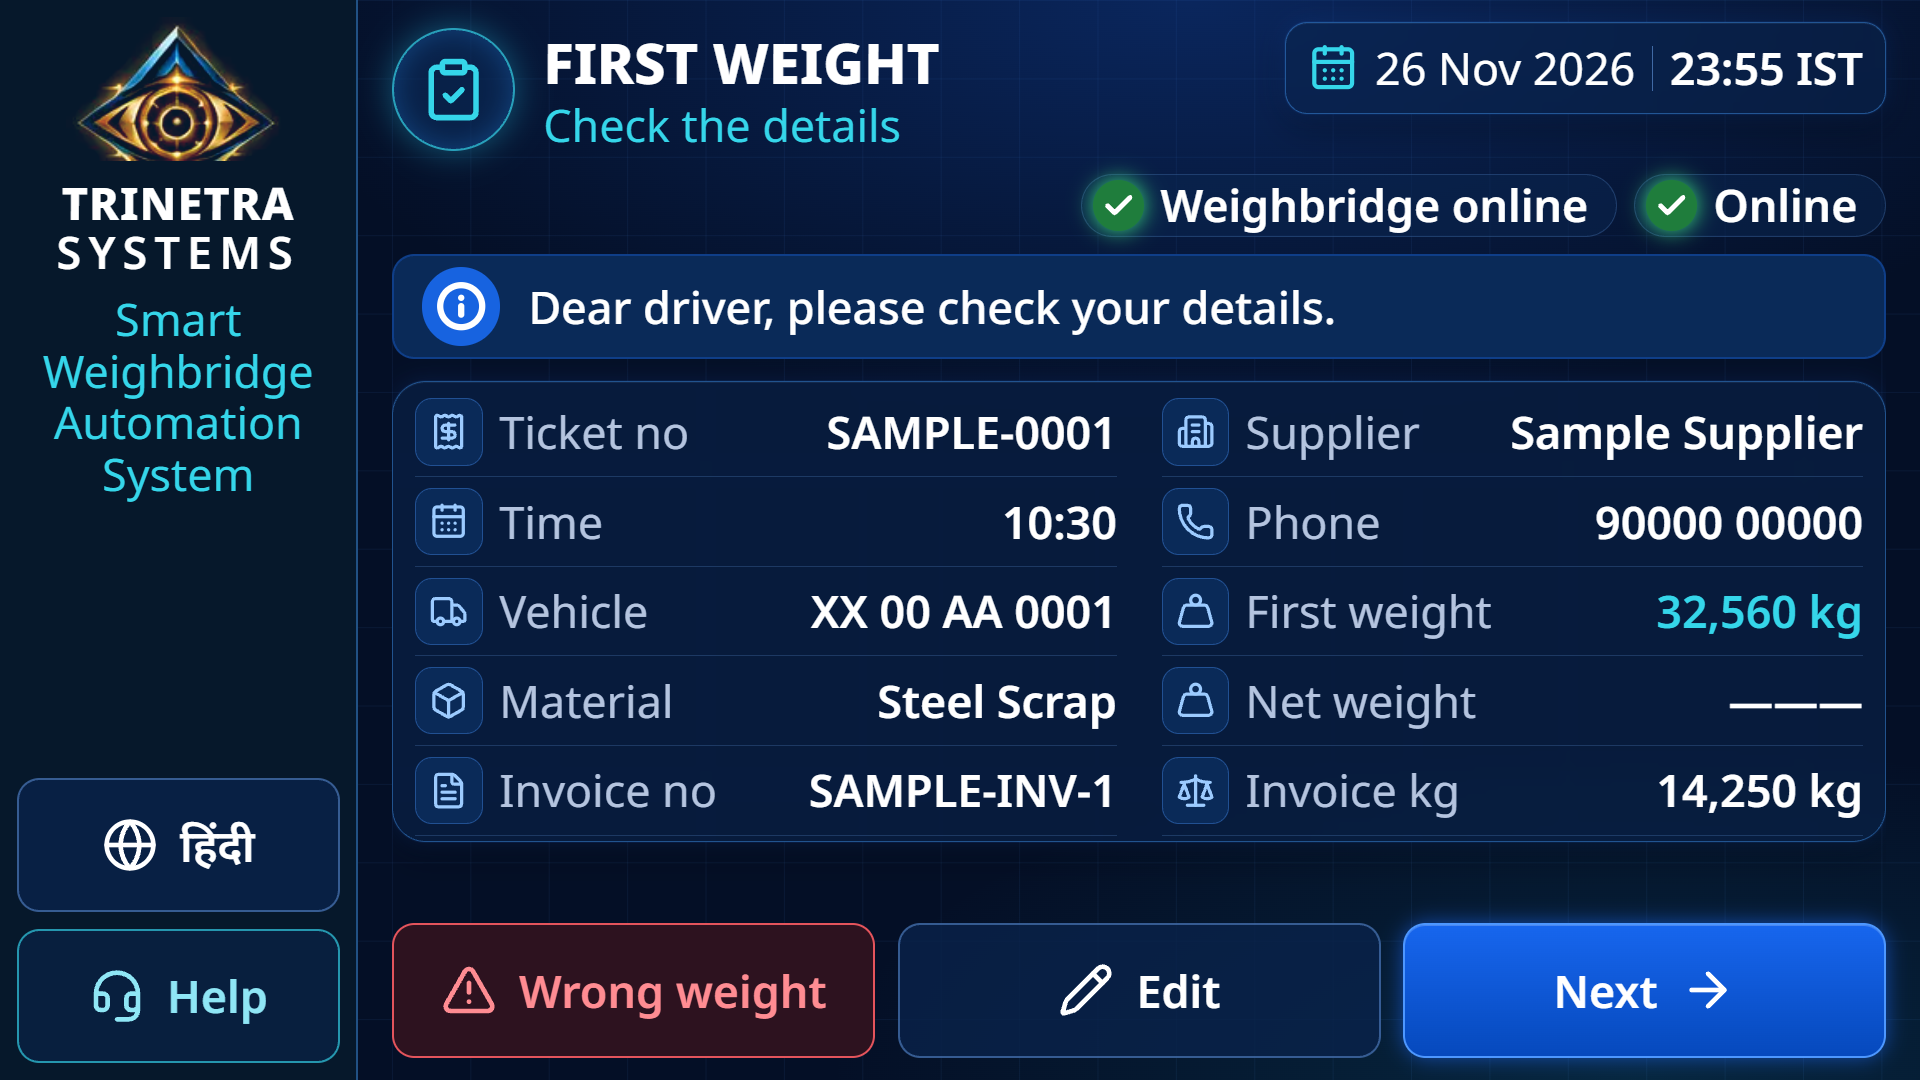 TRINETRA
SYSTEMS
Smart
Weighbridge
Automation
System
हिंदी
Help
FIRST WEIGHT
Check the details
26 Nov 2026 23:55 IST
Weighbridge online
Online
Dear driver, please check your details.
Ticket no SAMPLE-0001
Supplier Sample Supplier
Time 10:30
Phone 90000 00000
Vehicle XX 00 AA 0001
First weight 32,560 kg
Material Steel Scrap
Net weight ———
Invoice no SAMPLE-INV-1
Invoice kg 14,250 kg
Wrong weight
Edit
Next